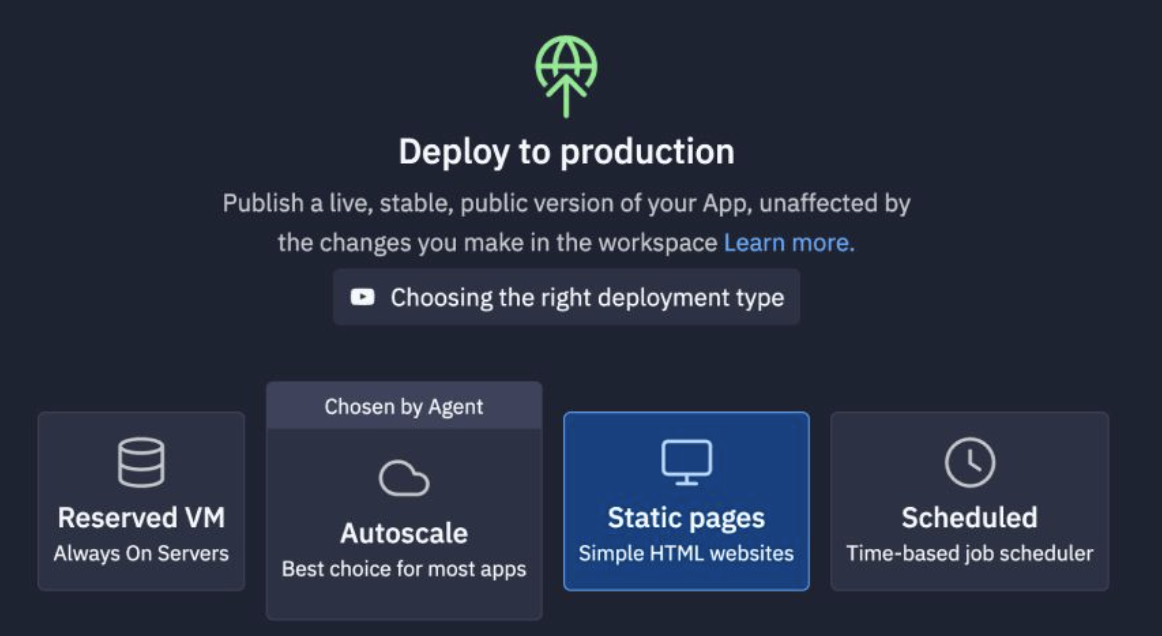 Deploy to production
Publish a live, stable, public version of your App, unaffected by
the changes you make in the workspace Learn more.
Choosing the right deployment type
Reserved VM
Always On Servers
Chosen by Agent
Autoscale
Best choice for most apps
Static pages
Simple HTML websites
Scheduled
Time-based job scheduler